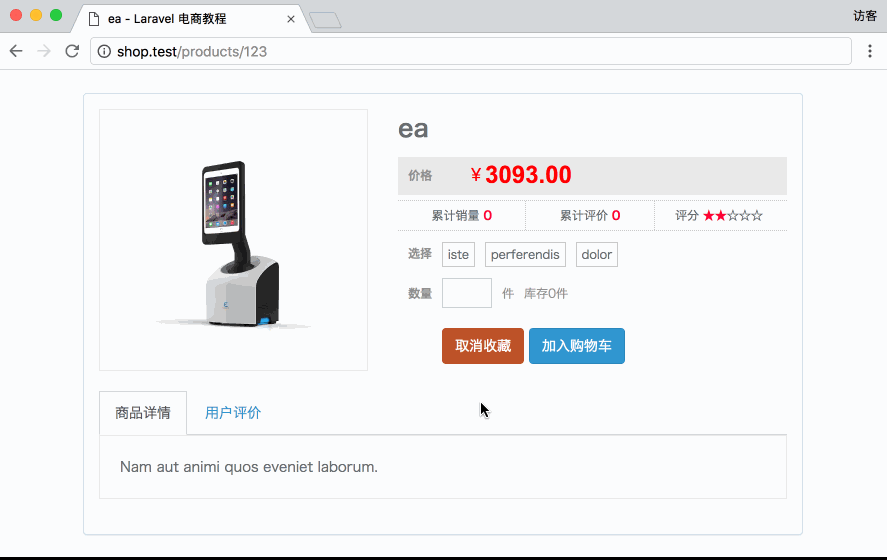 ea - Laravel 电商教程
访客
shop.test/products/123
ea
价格 ￥3093.00
累计销量 0 累计评价 0 评分 ★★☆☆☆
选择 iste perferendis dolor
数量 件 库存0件
取消收藏 加入购物车
商品详情 用户评价
Nam aut animi quos eveniet laborum.